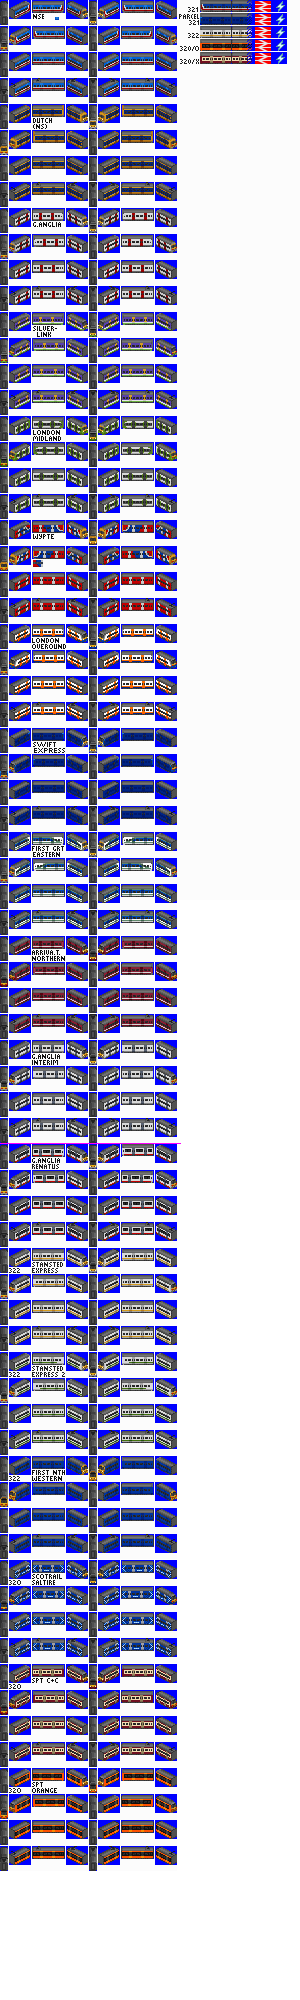 NSE
321
PARCEL
321
322
320/O
320/X
DUTCH
(NS)
G.ANGLIA
SILVER-
LINK
LONDON
MIDLAND
WYPTE
LONDON
OVEROUND
SWIFT
EXPRESS
FIRST GRT
EASTERN
ARRIVA T.
NORTHERN
G.ANGLIA
INTERIM
G.ANGLIA
RENATUS
STANSTED
322 EXPRESS
STANSTED
322 EXPRESS 2
FIRST NTH
322 WESTERN
SCOTRAIL
320 SALTIRE
SPT C+C
320
SPT
320 ORANGE